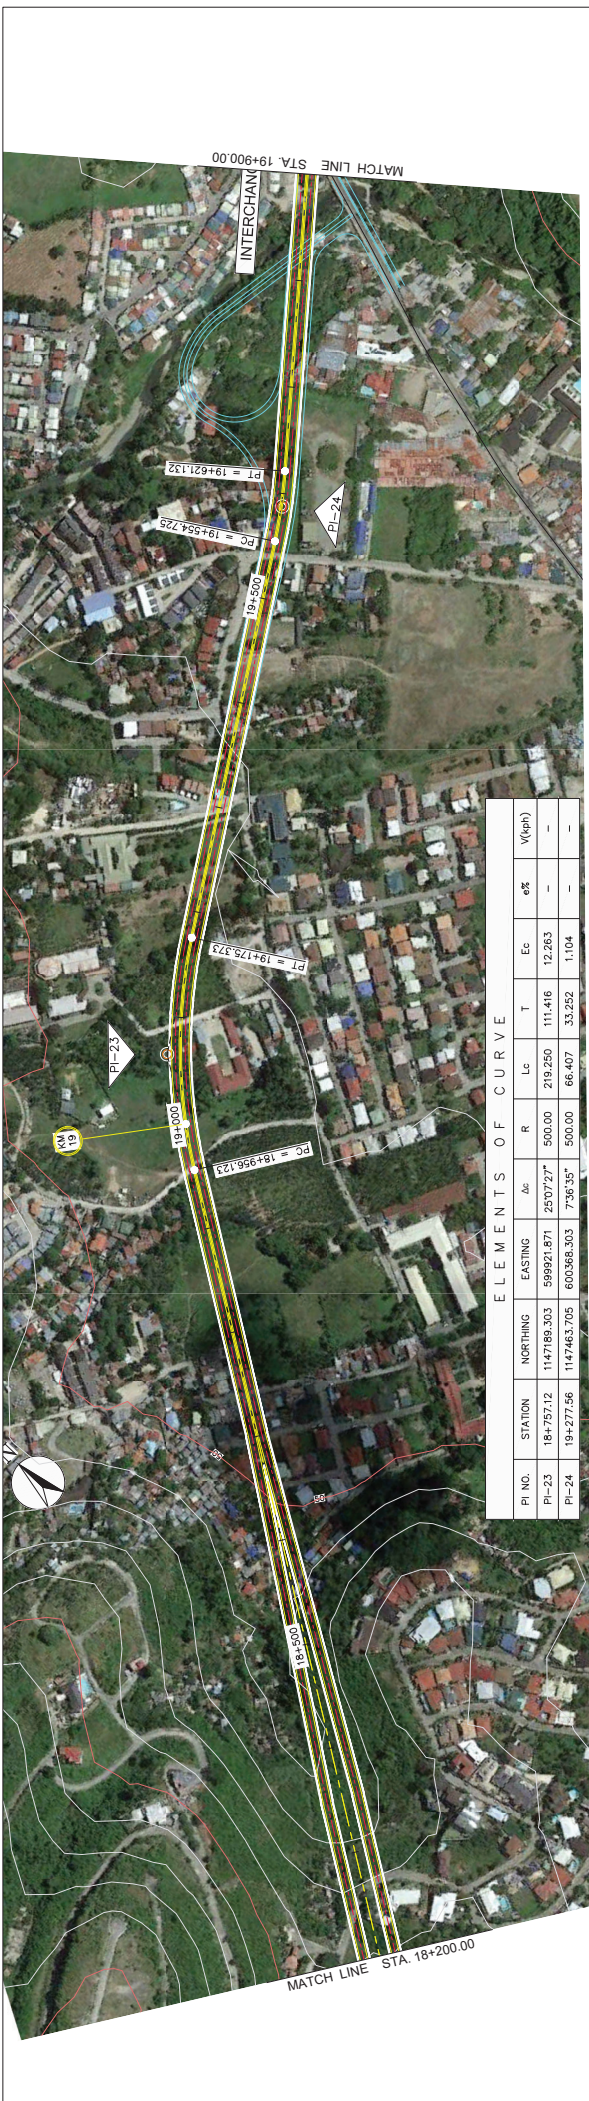 MATCH LINE STA. 19+900.00
INTERCHANG
PT = 19+621.132
PI-24
PC = 19+554.725
19+500
PT = 19+175.373
PI-23
KM
19
19+000
PC = 18+956.123
50
50
18+500
MATCH LINE STA. 18+200.00
ELEMENTS OF CURVE
PI NO. STATION NORTHING EASTING Δc R Lc T Ec e% V(kph)
PI-23 18+757.12 1147189.303 599921.871 25°07'27" 500.00 219.250 111.416 12.263 - -
PI-24 19+277.56 1147463.705 600368.303 7°36'35" 500.00 66.407 33.252 1.104 - -